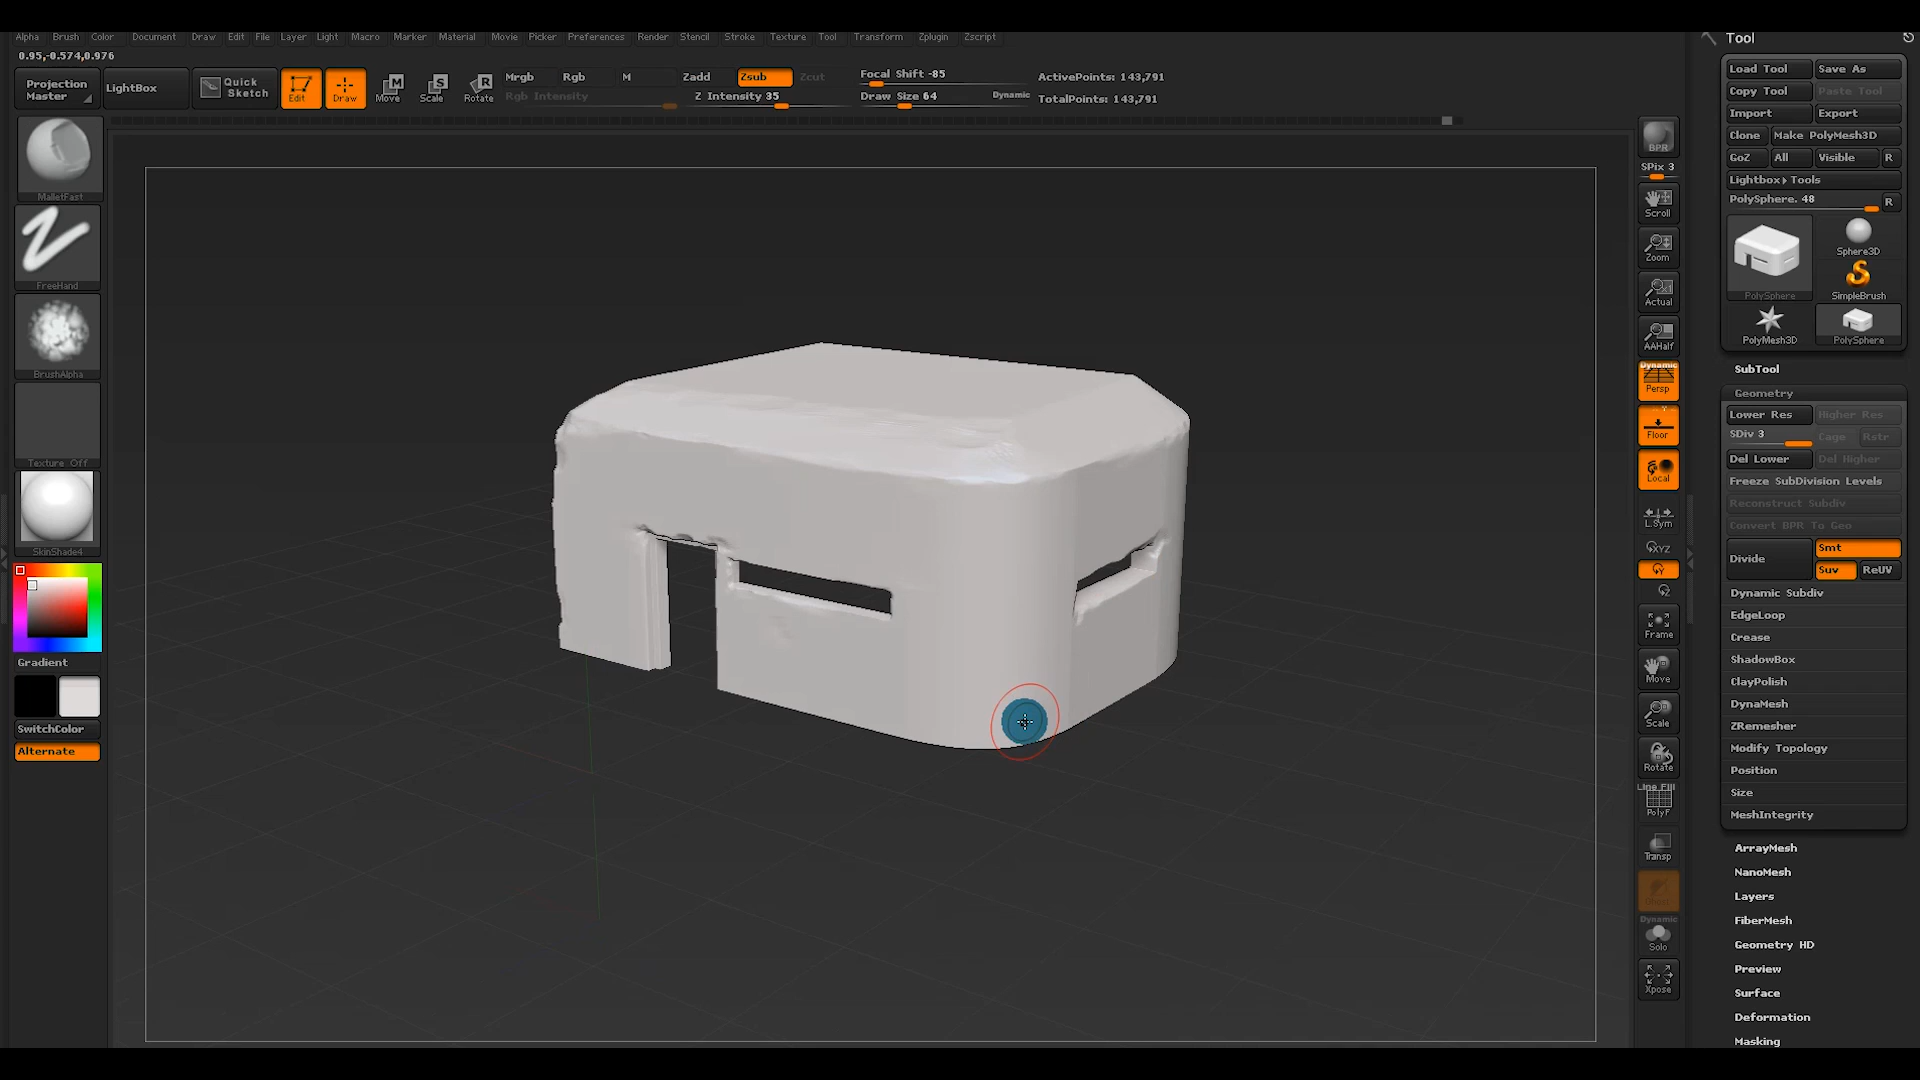 Alpha Brush Color Document Draw Edit File Layer Light Macro Marker Material Movie Picker Preferences Render Stencil Stroke Texture Tool Transform Zplugin Zscript
0.95,-0.574,0.976
Projection Master
LightBox
Quick Sketch
Edit
Draw
Move
Scale
Rotate
Mrgb Rgb M Zadd Zsub Zcut
Rgb Intensity Z Intensity 35
Focal Shift -85
Draw Size 64 Dynamic
ActivePoints: 143,791
TotalPoints: 143,791
MalletFast
FreeHand
BrushAlpha
Texture Off
SkinShade4
Gradient
SwitchColor
Alternate
BPR
SPix 3
Scroll
Zoom
Actual
AAHalf
Dynamic
Persp
Floor
Local
L.Sym
XYZ
Y
Z
Frame
Move
Scale
Rotate
Line Fill
PolyF
Transp
Dynamic
Solo
Xpose
Tool
Load Tool Save As
Copy Tool Paste Tool
Import Export
Clone Make PolyMesh3D
GoZ All Visible R
Lightbox▸Tools
PolySphere. 48 R
PolySphere
Sphere3D
SimpleBrush
PolyMesh3D
PolySphere
SubTool
Geometry
Lower Res Higher Res
SDiv 3 Cage Rstr
Del Lower Del Higher
Freeze SubDivision Levels
Reconstruct Subdiv
Convert BPR To Geo
Divide Smt
Suv ReUV
Dynamic Subdiv
EdgeLoop
Crease
ShadowBox
ClayPolish
DynaMesh
ZRemesher
Modify Topology
Position
Size
MeshIntegrity
ArrayMesh
NanoMesh
Layers
FiberMesh
Geometry HD
Preview
Surface
Deformation
Masking